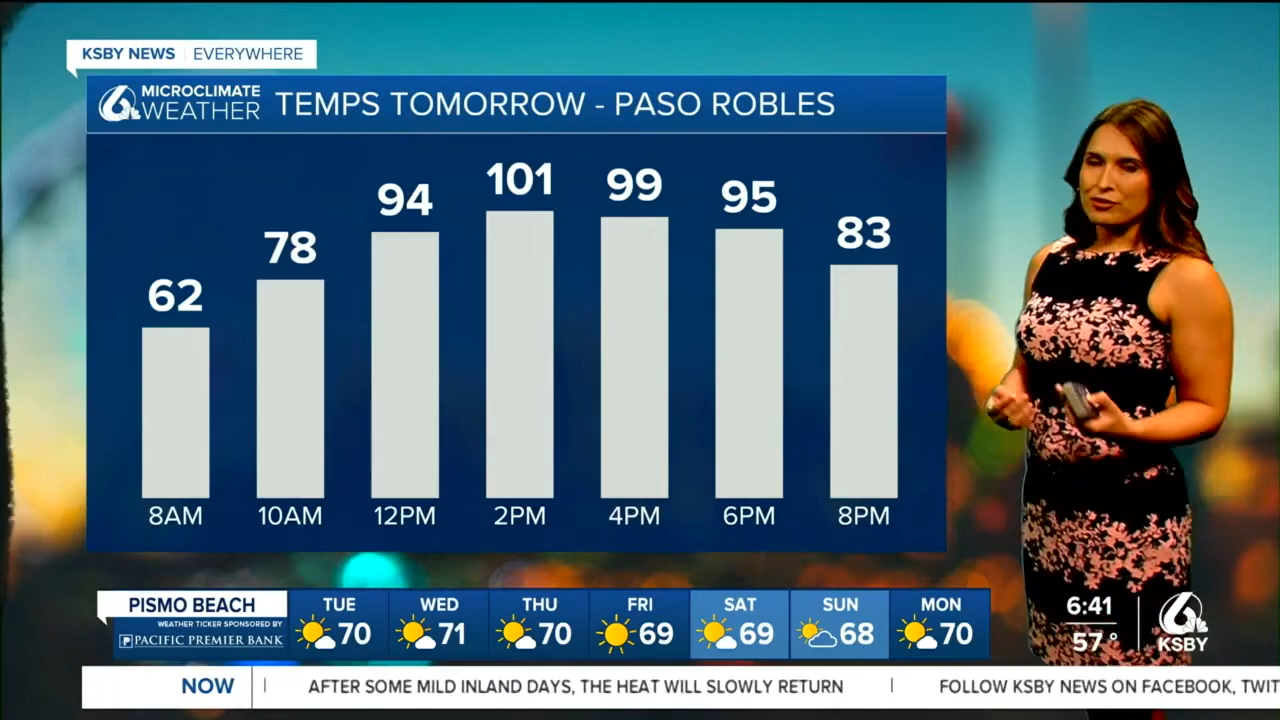 KSBY NEWS EVERYWHERE
6 MICROCLIMATE WEATHER
TEMPS TOMORROW - PASO ROBLES
62 78 94 101 99 95 83
8AM 10AM 12PM 2PM 4PM 6PM 8PM
PISMO BEACH
WEATHER TICKER SPONSORED BY
PACIFIC PREMIER BANK
TUE WED THU FRI SAT SUN MON
70 71 70 69 69 68 70
6:41
57°
6
KSBY
NOW | AFTER SOME MILD INLAND DAYS, THE HEAT WILL SLOWLY RETURN | FOLLOW KSBY NEWS ON FACEBOOK, TWIT